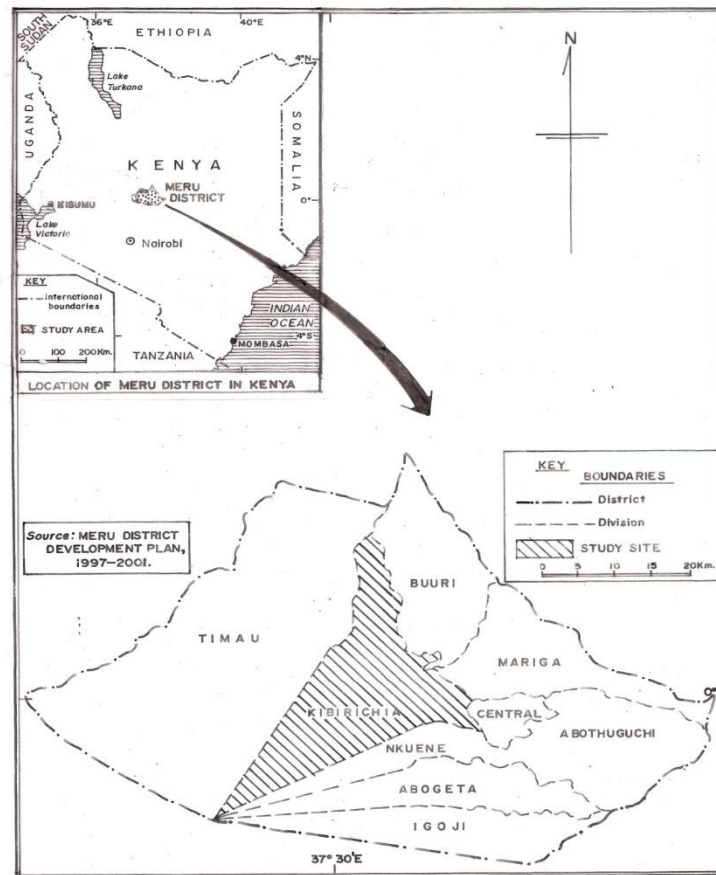 36°E
40°E
SOUTH SUDAN
ETHIOPIA
4°N
Lake
Turkana
UGANDA
SOMALIA
KENYA
MERU
DISTRICT
0°
KISUMU
Lake
Victoria
Nairobi
KEY
international
boundaries
STUDY AREA
0 100 200Km.
INDIAN
OCEAN
4°S
MOMBASA
TANZANIA
LOCATION OF MERU DISTRICT IN KENYA
N
KEY
BOUNDARIES
District
Division
STUDY SITE
0 5 10 15 20Km.
Source: MERU DISTRICT
DEVELOPMENT PLAN,
1997-2001.
BUURI
TIMAU
MARIGA
0°
KIBIRICHIA
CENTRAL
ABOTHUGUCHI
NKUENE
ABOGETA
IGOJI
37° 30'E